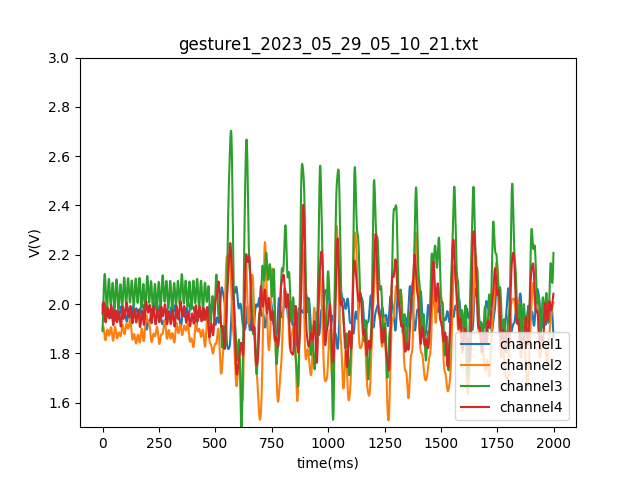 gesture1_2023_05_29_05_10_21.txt
3.0
2.8
2.6
2.4
2.2
2.0
1.8
1.6
V(V)
channel1
channel2
channel3
channel4
0 250 500 750 1000 1250 1500 1750 2000
time(ms)